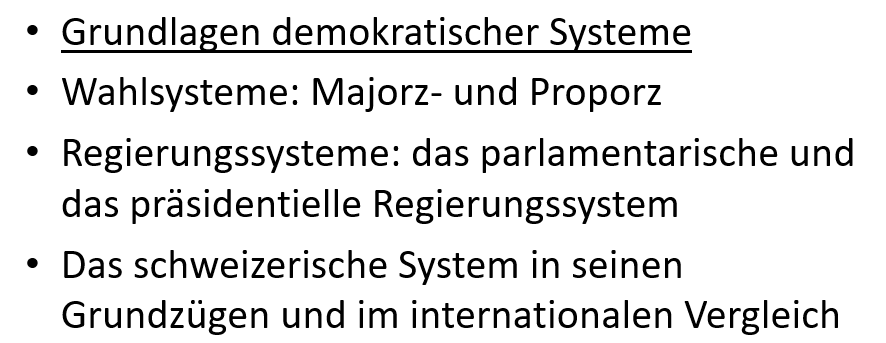 • Grundlagen demokratischer Systeme
• Wahlsysteme: Majorz- und Proporz
• Regierungssysteme: das parlamentarische und
das präsidentielle Regierungssystem
• Das schweizerische System in seinen
Grundzügen und im internationalen Vergleich